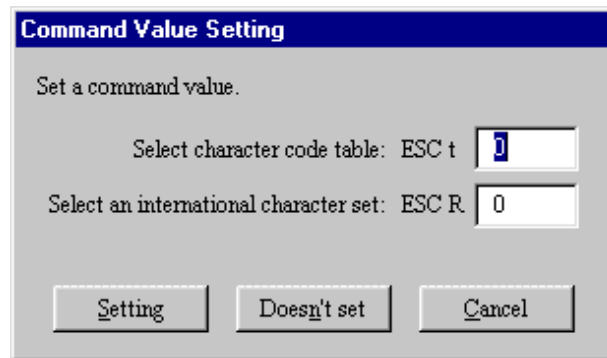 Command Value Setting
Set a command value.
Select character code table: ESC t 0
Select an international character set: ESC R 0
Setting Doesn't set Cancel